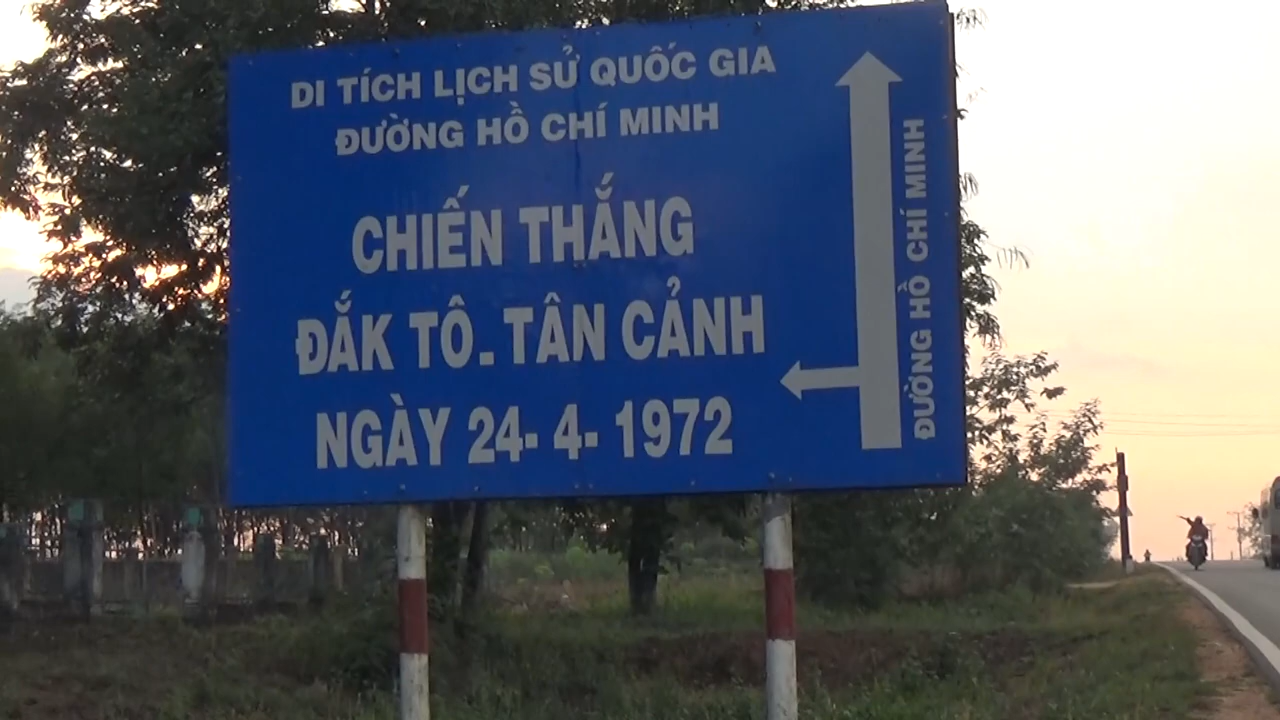 DI TÍCH LỊCH SỬ QUỐC GIA
ĐƯỜNG HỒ CHÍ MINH
CHIẾN THẮNG
ĐẮK TÔ. TÂN CẢNH
NGÀY 24- 4- 1972
ĐƯỜNG HỒ CHÍ MINH